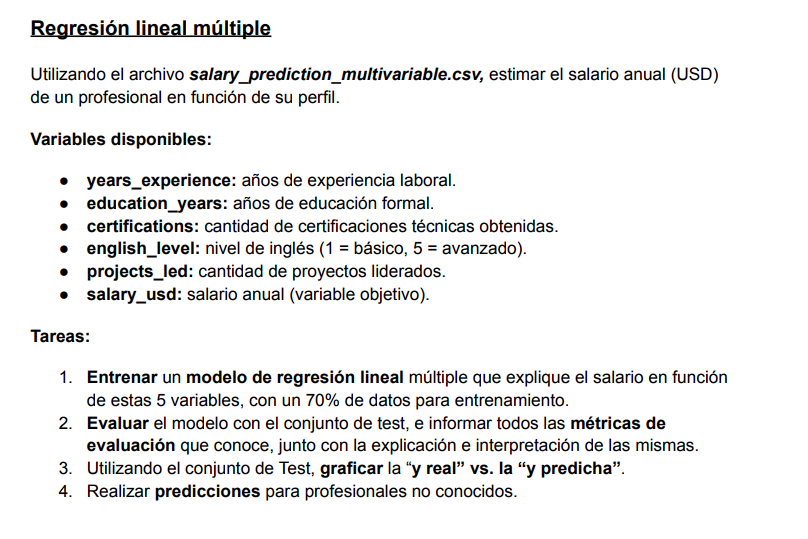 Regresión lineal múltiple
Utilizando el archivo salary_prediction_multivariable.csv, estimar el salario anual (USD)
de un profesional en función de su perfil.
Variables disponibles:
● years_experience: años de experiencia laboral.
● education_years: años de educación formal.
● certifications: cantidad de certificaciones técnicas obtenidas.
● english_level: nivel de inglés (1 = básico, 5 = avanzado).
● projects_led: cantidad de proyectos liderados.
● salary_usd: salario anual (variable objetivo).
Tareas:
1. Entrenar un modelo de regresión lineal múltiple que explique el salario en función
de estas 5 variables, con un 70% de datos para entrenamiento.
2. Evaluar el modelo con el conjunto de test, e informar todos las métricas de
evaluación que conoce, junto con la explicación e interpretación de las mismas.
3. Utilizando el conjunto de Test, graficar la “y real” vs. la “y predicha”.
4. Realizar predicciones para profesionales no conocidos.